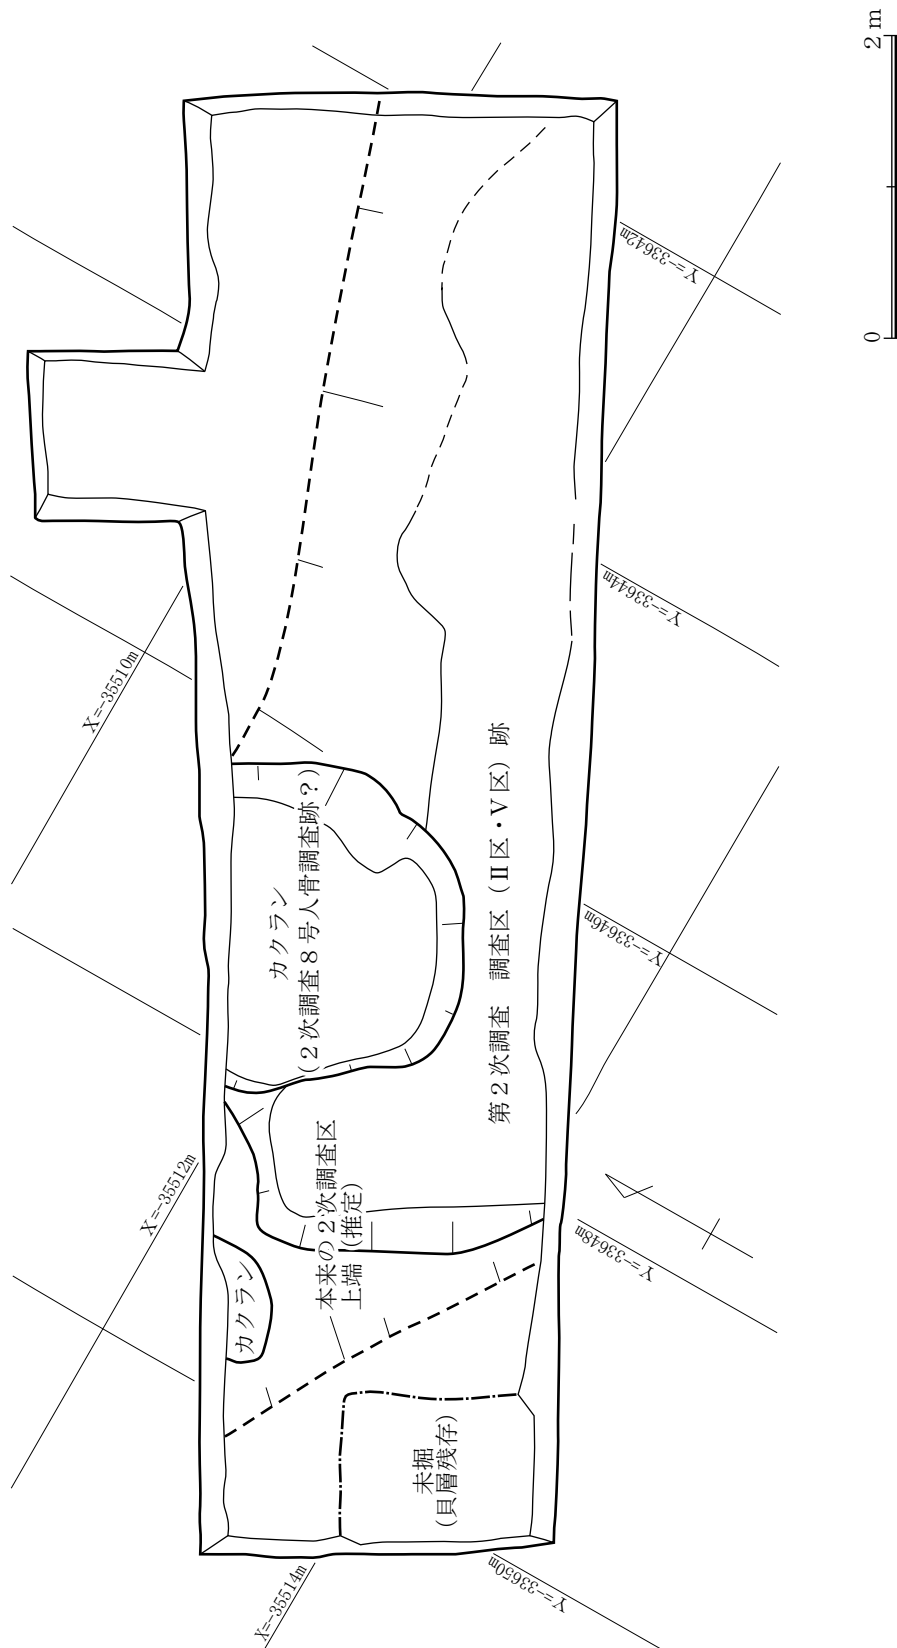 2 m
0
Y=-33642m
Y=-33644m
Y=-33646m
Y=-33648m
Y=-33650m
X=-35510m
X=-35512m
X=-35514m
カクラン
(2次調査8号人骨調査跡?)
第2次調査 調査区(Ⅱ区・Ⅴ区)跡
本来の2次調査区
上端(推定)
カクラン
未掘
(貝層残存)